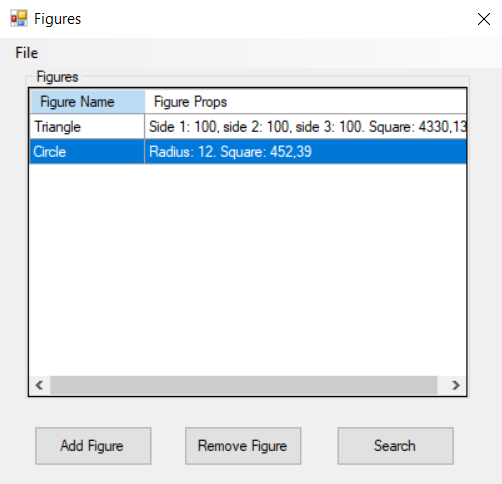 Figures
File
Figures
Figure Name Figure Props
Triangle Side 1: 100, side 2: 100, side 3: 100. Square: 4330,13
Circle Radius: 12. Square: 452,39
Add Figure Remove Figure Search